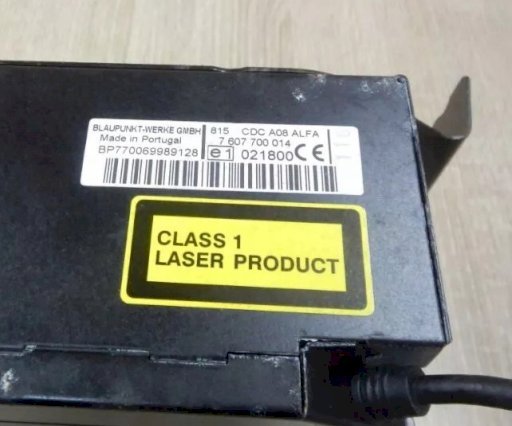 BLAUPUNKT-WERKE GMBH
Made in Portugal
BP770069989128
815 CDC A08 ALFA
7 607 700 014
e1 021800 CE
CLASS 1
LASER PRODUCT